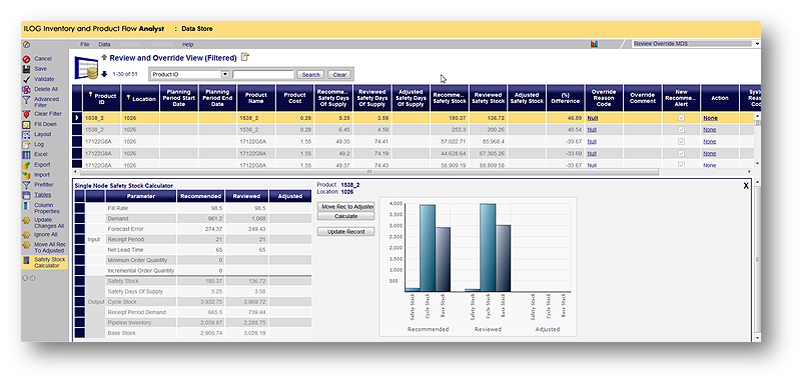 ILOG Inventory and Product Flow Analyst : Data Store
File Data Help Review Override MDS
Cancel
Save
Validate
Delete All
Advanced Filter
Clear Filter
Fill Down
Layout
Log
Excel
Export
Import
Prefilter
Tables
Column Properties
Update Changes All
Ignore All
Move All Rec To Adjusted
Safety Stock Calculator
Review and Override View (Filtered)
1-30 of 51 Product ID Search Clear
Product ID Location Planning Period Start Date Planning Period End Date Product Name Product Cost Recomme... Safety Days Of Supply Reviewed Safety Days Of Supply Adjusted Safety Days Of Supply Recomme... Safety Stock Reviewed Safety Stock Adjusted Safety Stock (%) Difference Override Reason Code Override Comment New Recomme... Alert Action Syst Reas Cod
1538_2 1026 1538_2 0.28 5.25 3.58 180.37 136.72 46.89 Null None
1538_2 1026 1538_2 0.28 6.45 4.59 255.3 200.26 40.54 Null None
17122G8A 1026 17122G8A 1.55 49.35 74.41 57,022.71 85,968.4 -33.67 Null None
17122G8A 1026 17122G8A 1.55 49.2 74.19 44,628.64 67,305.26 -33.69 Null None
17122G8A 1026 17122G8A 1.55 49.43 74.53 58,909.19 88,809.58 -33.67 Null None
Single Node Safety Stock Calculator
Product: 1538_2
Location: 1026
X
Parameter Recommended Reviewed Adjusted
Input
Fill Rate 98.5 98.5
Demand 961.2 1,068
Forecast Error 274.37 249.43
Receipt Period 21 21
Net Lead Time 65 65
Minimum Order Quantity 0
Incremental Order Quantity 0
Output
Safety Stock 180.37 136.72
Safety Days Of Supply 5.25 3.58
Cycle Stock 3,932.75 3,969.72
Receipt Period Demand 665.5 739.44
Pipeline Inventory 2,059.87 2,288.75
Base Stock 2,905.74 3,028.19
Move Rec to Adjusted
Calculate
Update Record
4,000
3,500
3,000
2,500
2,000
1,500
1,000
500
Safety Stock Cycle Stock Base Stock Safety Stock Cycle Stock Base Stock Safety Stock Cycle Stock Base Stock
Recommended Reviewed Adjusted